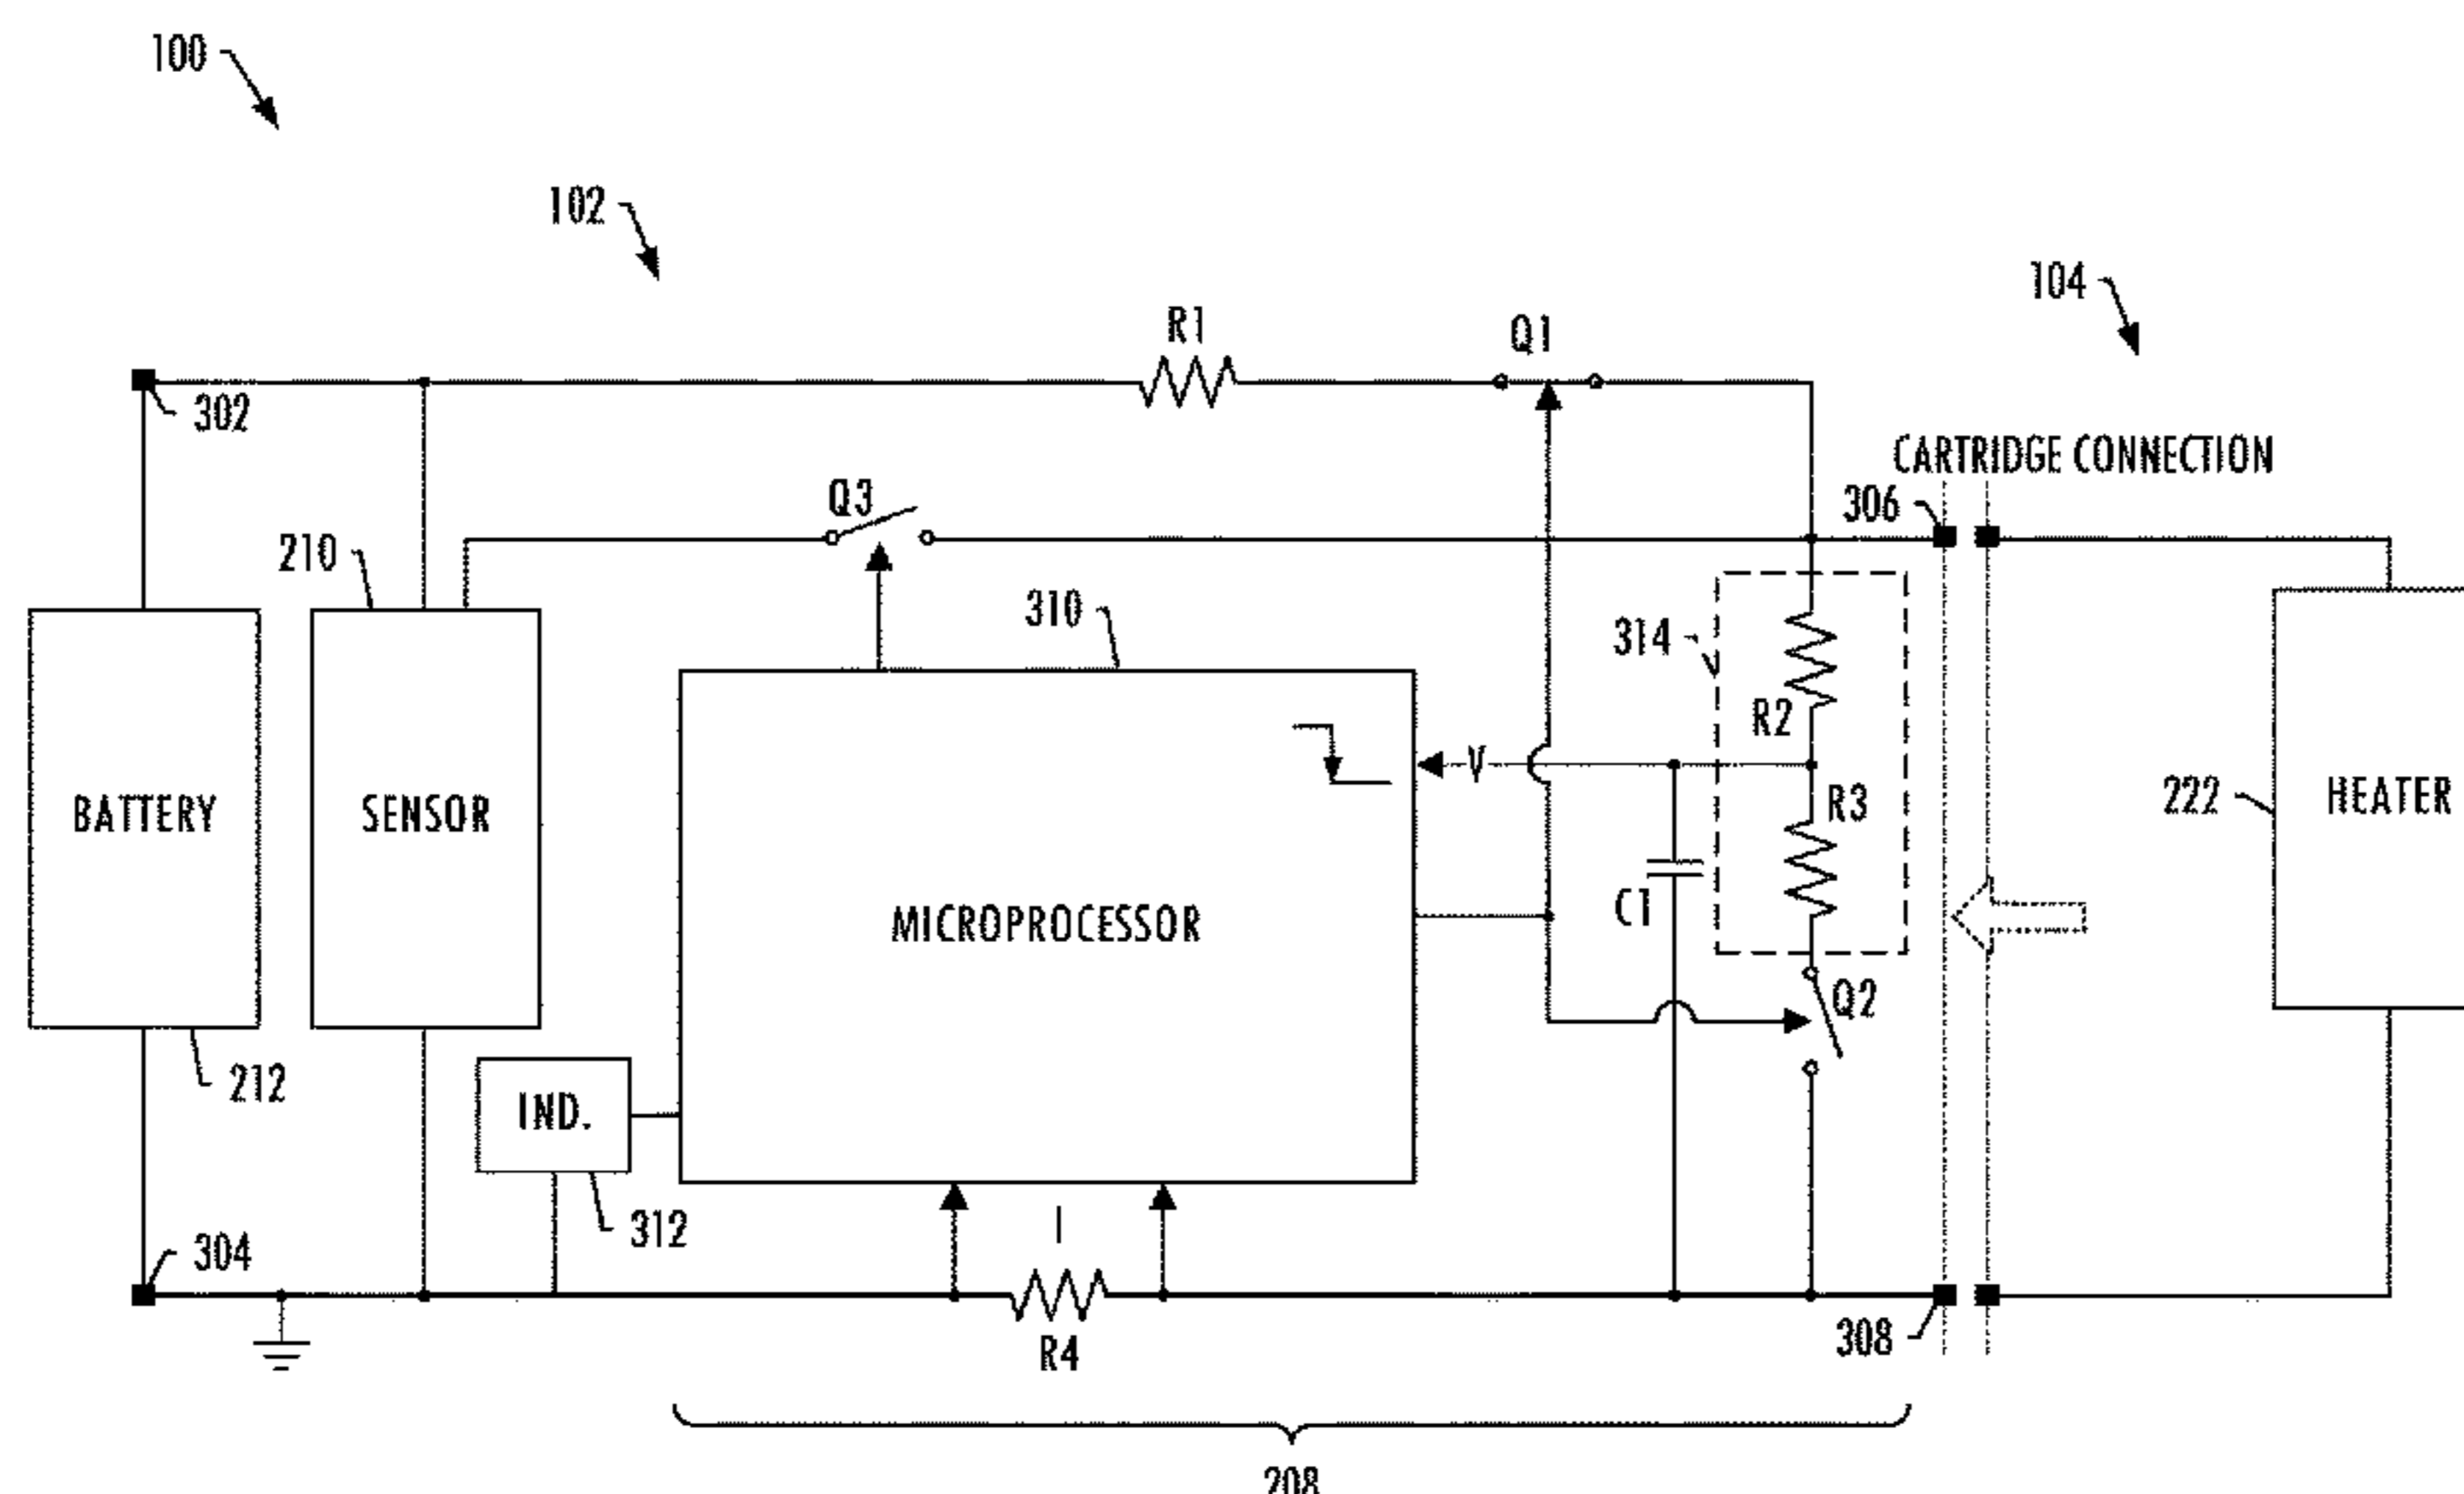 100
102
104
R1
Q1
302
CARTRIDGE CONNECTION
Q3
306
210
310
314
R2
V
R3
BATTERY
SENSOR
222
HEATER
MICROPROCESSOR
C1
Q2
212
IND.
312
I
304
R4
308
208